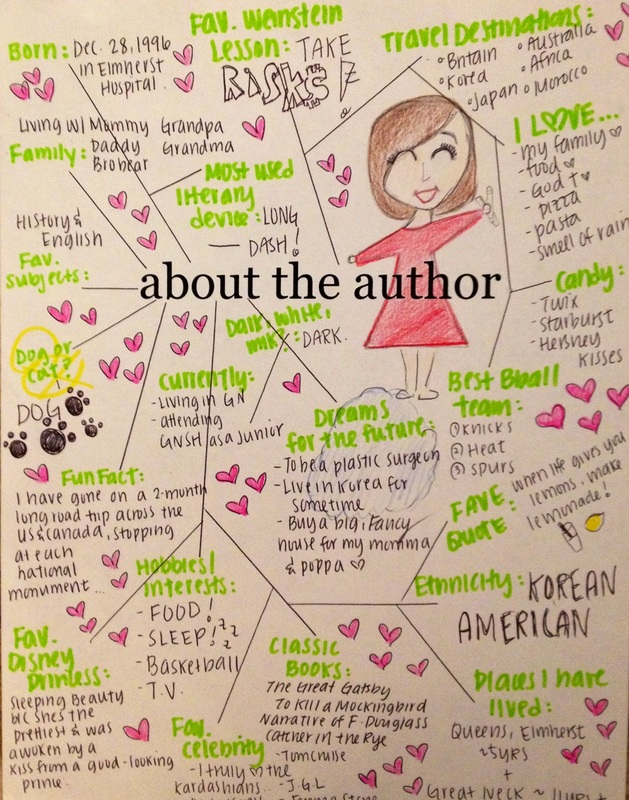 Born: Dec. 28, 1996
in Elmherst
Hospital.
Fav. Weinstein
Lesson: TAKE
RISKS!
Travel Destinations:
Britain
Korea
Japan
Australia
Africa
Morocco
Family: Living w/ Mommy Grandpa
Daddy Grandma
Brobear
Most used
literary
device: LONG
— DASH!
I LOVE...
- my family
- food
- God
- pizza
- pasta
- smell of rain
History &
English
Fav.
Subjects:
about the author
Candy:
- Twix
- Starburst
- Hershey
Kisses
Dark, White,
milk?: DARK.
Dog or
Cat?
DOG
Currently:
- Living in GN
- attending
GNSH as a Junior
Dreams
for the future:
- To be a plastic surgeon
- Live in Korea for
sometime
- Buy a big, fancy
house for my momma
& poppa
Best Bball
team:
① Knicks
② Heat
③ Spurs
Fun Fact:
I have gone on a 2-month
long road trip across the
US & Canada, stopping
at each
national
monument...
FAVE
Quote:
When life gives you
lemons, make
lemonade!
Hobbies/
Interests:
- FOOD!
- SLEEP! zzz
- Basketball
- T.V.
Ethnicity: KOREAN
AMERICAN
Fav.
Disney
Princess:
Sleeping Beauty
b/c shes the
prettiest & was
awoken by a
kiss from a good-looking
prince.
Classic
Books:
The Great Gatsby
To Kill a Mockingbird
Narrative of F. Douglass
Catcher in the Rye
Places I have
lived:
Queens, Elmherst
~5yrs
+
Great Neck ~ 11yrs +
Fav.
Celebrity
- Tom Cruise
- I truly the
Kardashians.. - J.G.L